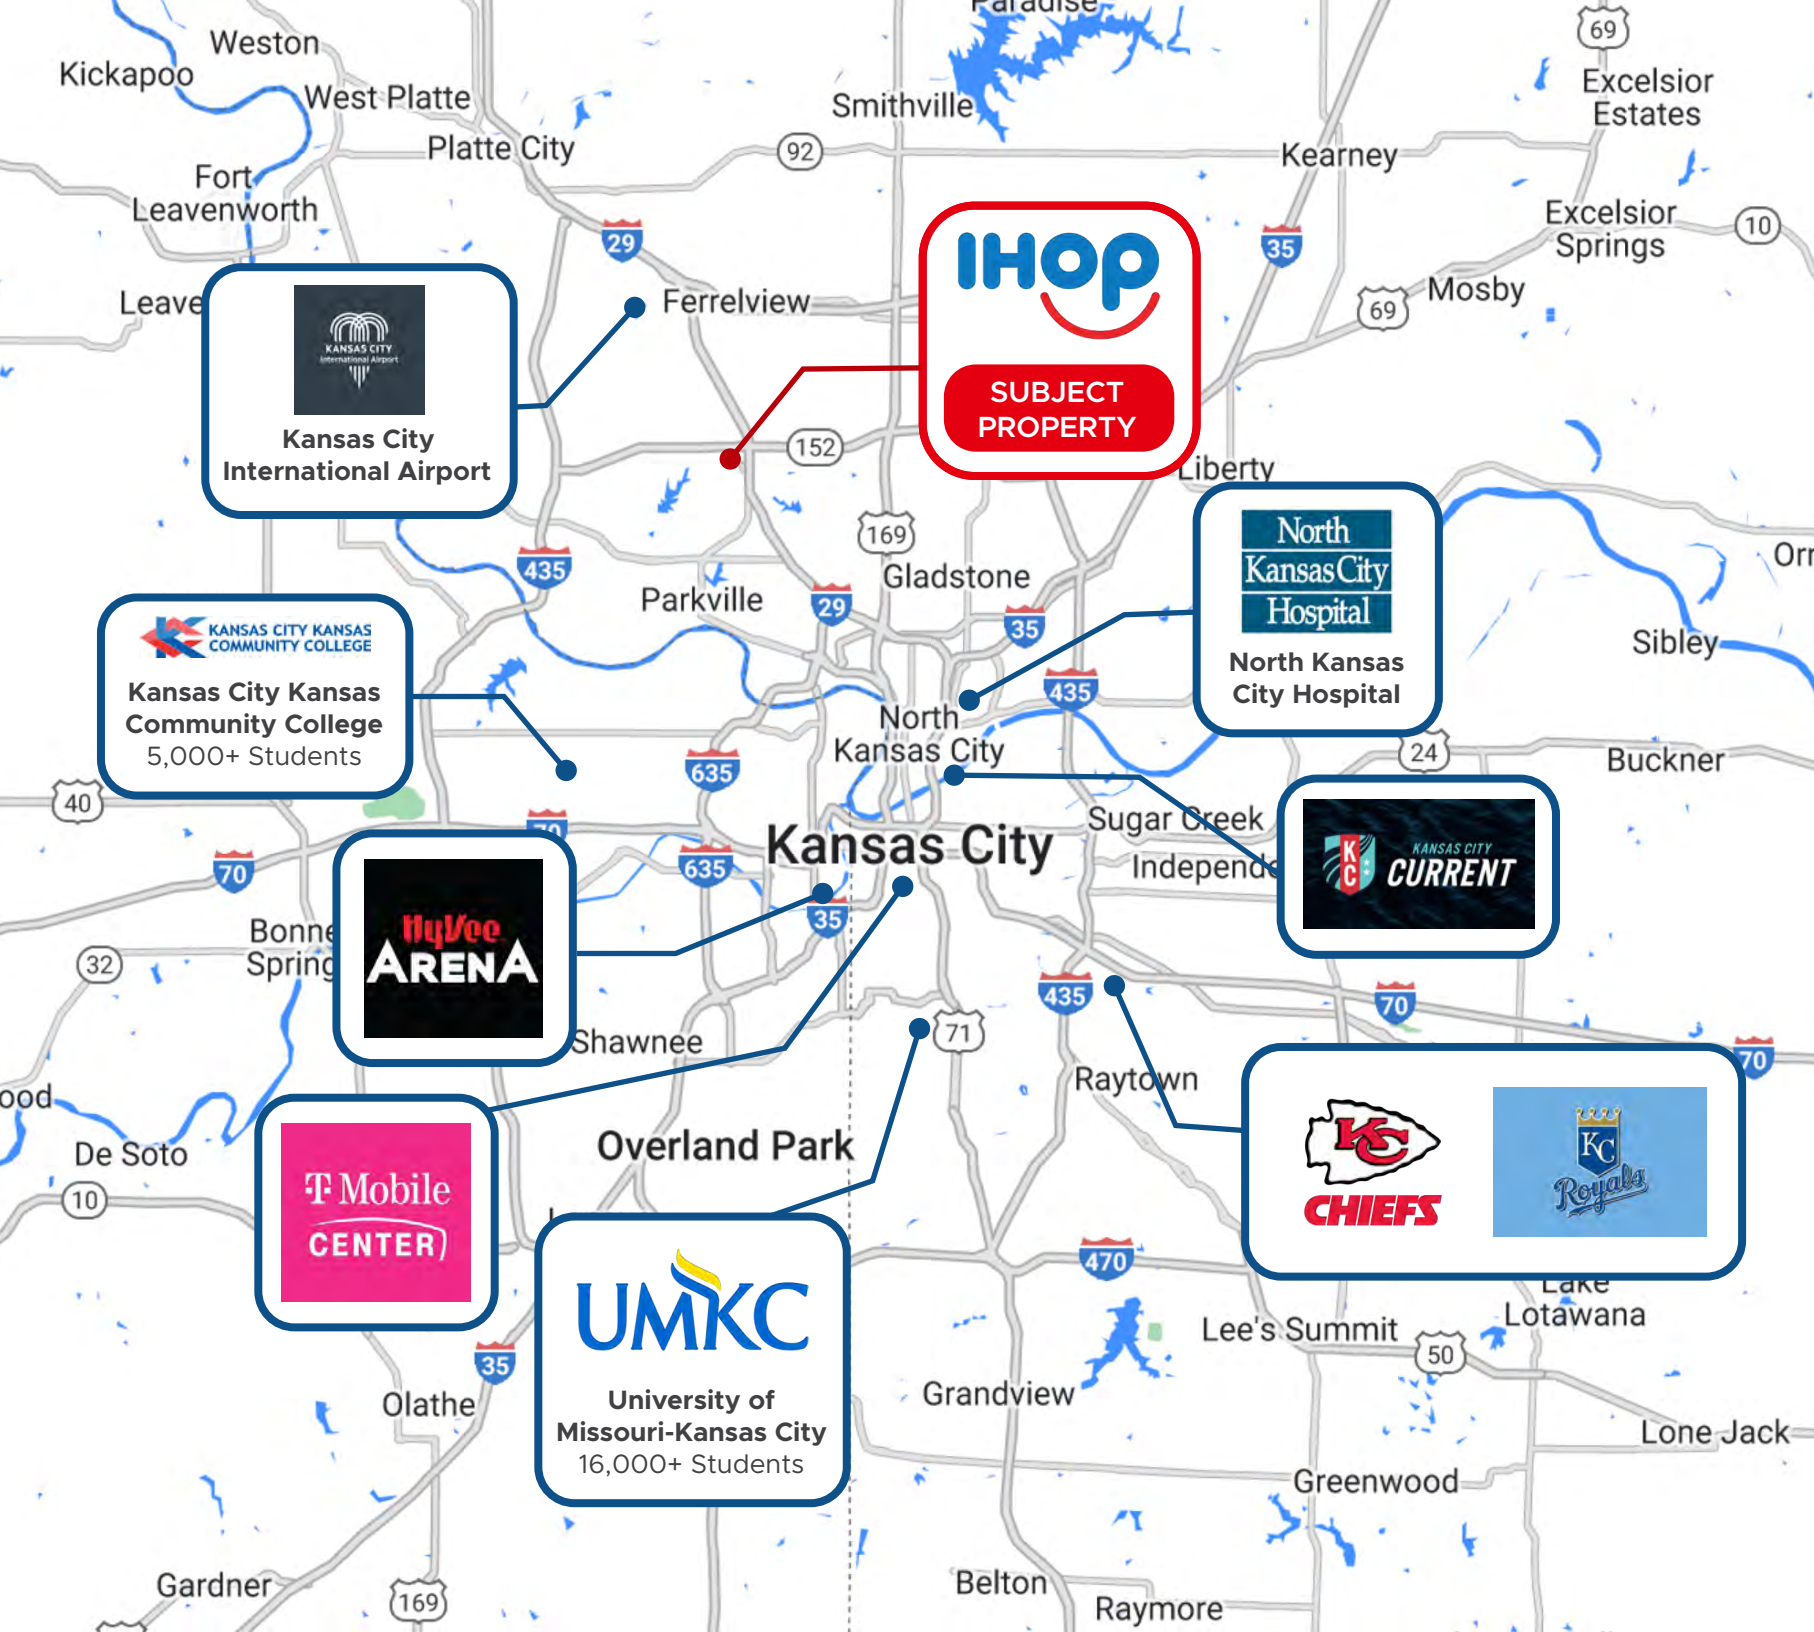 Paradise
69
Weston
Kickapoo
West Platte
Smithville
Excelsior
Estates
Platte City
92
Kearney
Fort
Leavenworth
29
35
Excelsior
Springs
10
Leave
Ferrelview
69
Mosby
KANSAS CITY
International Airport
Kansas City
International Airport
IHOP
SUBJECT
PROPERTY
152
Liberty
169
435
Gladstone
Parkville
29
35
North
Kansas City
Hospital
North Kansas
City Hospital
Sibley
KANSAS CITY KANSAS
COMMUNITY COLLEGE
Kansas City Kansas
Community College
5,000+ Students
435
North
Kansas City
635
24
Buckner
40
70
Sugar Creek
Kansas City
Independe
635
70
KC
KANSAS CITY
CURRENT
HyVee
ARENA
35
Bonne
Spring
32
435
70
71
Shawnee
70
Raytown
ood
De Soto
10
Overland Park
T Mobile
CENTER
KC
CHIEFS
KC
Royals
470
UMKC
University of
Missouri-Kansas City
16,000+ Students
Lake
Lotawana
Lee's Summit
50
35
Olathe
Grandview
Lone Jack
Greenwood
Gardner
169
Belton
Raymore